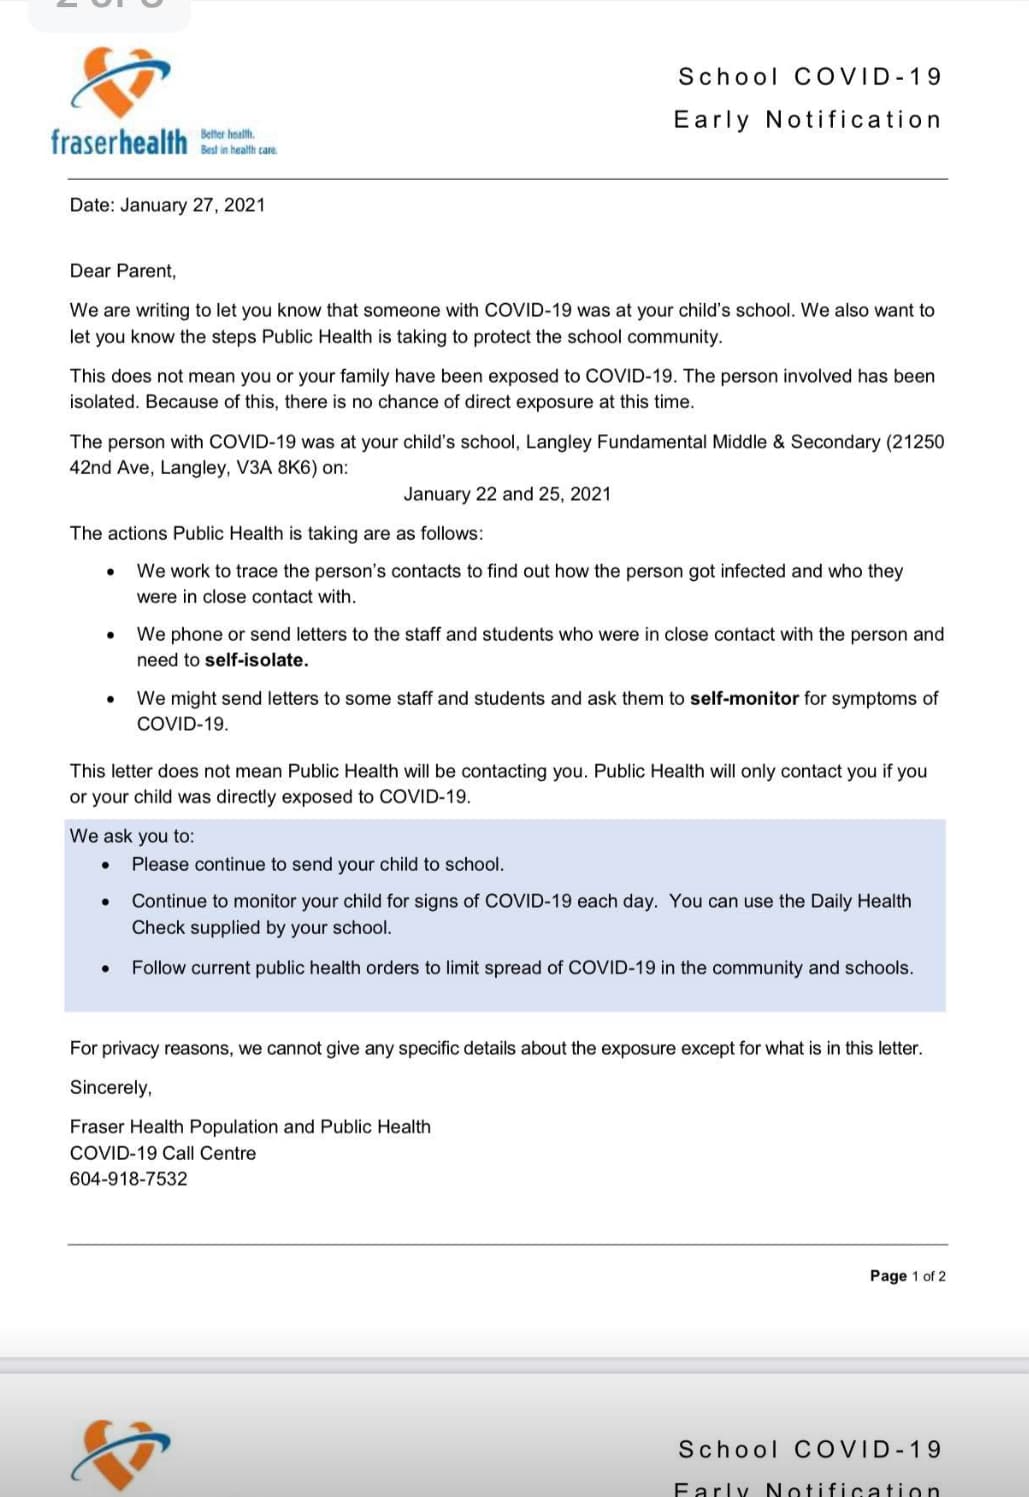 School COVID-19
Early Notification
fraserhealth
Better health.
Best in health care.
Date: January 27, 2021
Dear Parent,
We are writing to let you know that someone with COVID-19 was at your child's school. We also want to
let you know the steps Public Health is taking to protect the school community.
This does not mean you or your family have been exposed to COVID-19. The person involved has been
isolated. Because of this, there is no chance of direct exposure at this time.
The person with COVID-19 was at your child's school, Langley Fundamental Middle & Secondary (21250
42nd Ave, Langley, V3A 8K6) on:
January 22 and 25, 2021
The actions Public Health is taking are as follows:
• We work to trace the person's contacts to find out how the person got infected and who they
were in close contact with.
• We phone or send letters to the staff and students who were in close contact with the person and
need to self-isolate.
• We might send letters to some staff and students and ask them to self-monitor for symptoms of
COVID-19.
This letter does not mean Public Health will be contacting you. Public Health will only contact you if you
or your child was directly exposed to COVID-19.
We ask you to:
• Please continue to send your child to school.
• Continue to monitor your child for signs of COVID-19 each day. You can use the Daily Health
Check supplied by your school.
• Follow current public health orders to limit spread of COVID-19 in the community and schools.
For privacy reasons, we cannot give any specific details about the exposure except for what is in this letter.
Sincerely,
Fraser Health Population and Public Health
COVID-19 Call Centre
604-918-7532
Page 1 of 2
School COVID-19
Early Notification